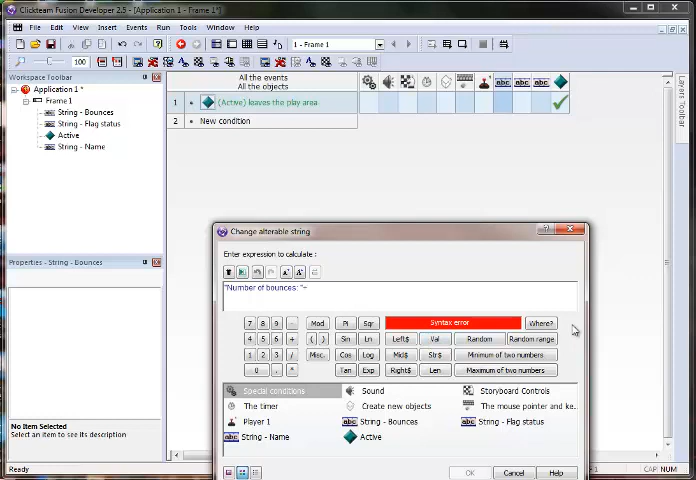 Clickteam Fusion Developer 2.5 - [Application 1 - Frame 1*]
File Edit View Insert Events Run Tools Window Help
1 - Frame 1
100
Workspace Toolbar
Application 1 *
Frame 1
String - Bounces
String - Flag status
Active
String - Name
Properties - String - Bounces
No Item Selected
Select an item to see its description
Ready
All the events
All the objects
1 • (Active) leaves the play area
2 • New condition
Layers Toolbar
Change alterable string
Enter expression to calculate :
"Number of bounces: "+
7 8 9 - Mod Pi Sqr Syntax error Where?
4 5 6 + ( ) Sin Ln Left$ Val Random Random range
1 2 3 / Misc. Cos Log Mid$ Str$ Minimum of two numbers
0 . * Tan Exp Right$ Len Maximum of two numbers
Special conditions Sound Storyboard Controls
The timer Create new objects The mouse pointer and ke...
Player 1 String - Bounces String - Flag status
String - Name Active
OK Cancel Help